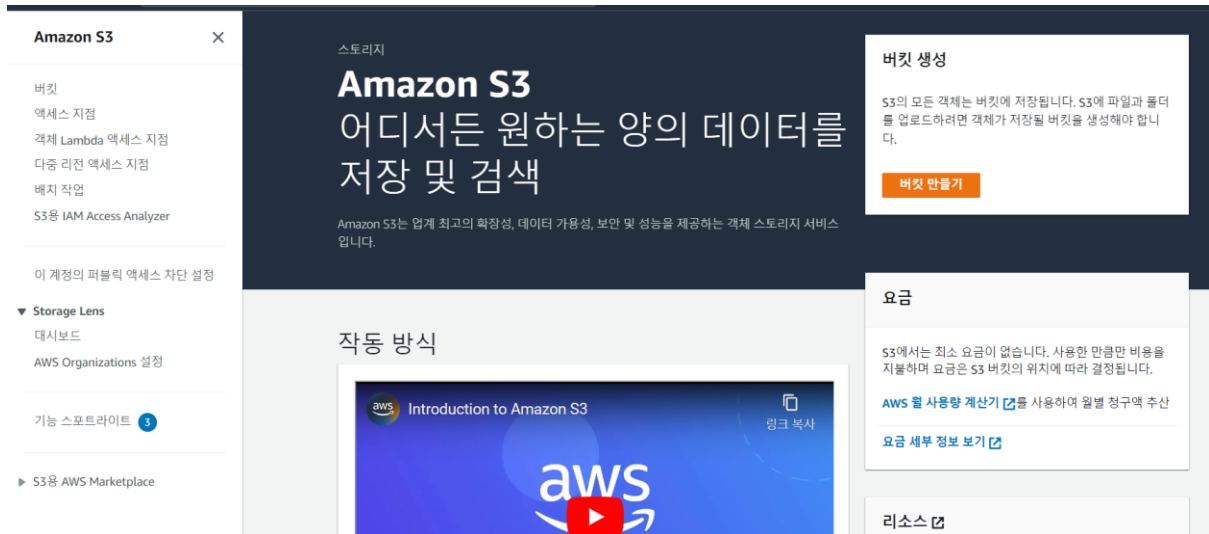 Amazon S3
버킷
액세스 지점
객체 Lambda 액세스 지점
다중 리전 액세스 지점
배치 작업
S3용 IAM Access Analyzer
이 계정의 퍼블릭 액세스 차단 설정
Storage Lens
대시보드
AWS Organizations 설정
기능 스포트라이트 3
S3용 AWS Marketplace
스토리지
Amazon S3
어디서든 원하는 양의 데이터를
저장 및 검색
Amazon S3는 업계 최고의 확장성, 데이터 가용성, 보안 및 성능을 제공하는 객체 스토리지 서비스
입니다.
작동 방식
aws
Introduction to Amazon S3
링크 복사
aws
버킷 생성
S3의 모든 객체는 버킷에 저장됩니다. S3에 파일과 폴더
를 업로드하려면 객체가 저장될 버킷을 생성해야 합니
다.
버킷 만들기
요금
S3에서는 최소 요금이 없습니다. 사용한 만큼만 비용을
지불하며 요금은 S3 버킷의 위치에 따라 결정됩니다.
AWS 월 사용량 계산기를 사용하여 월별 청구액 추산
요금 세부 정보 보기
리소스